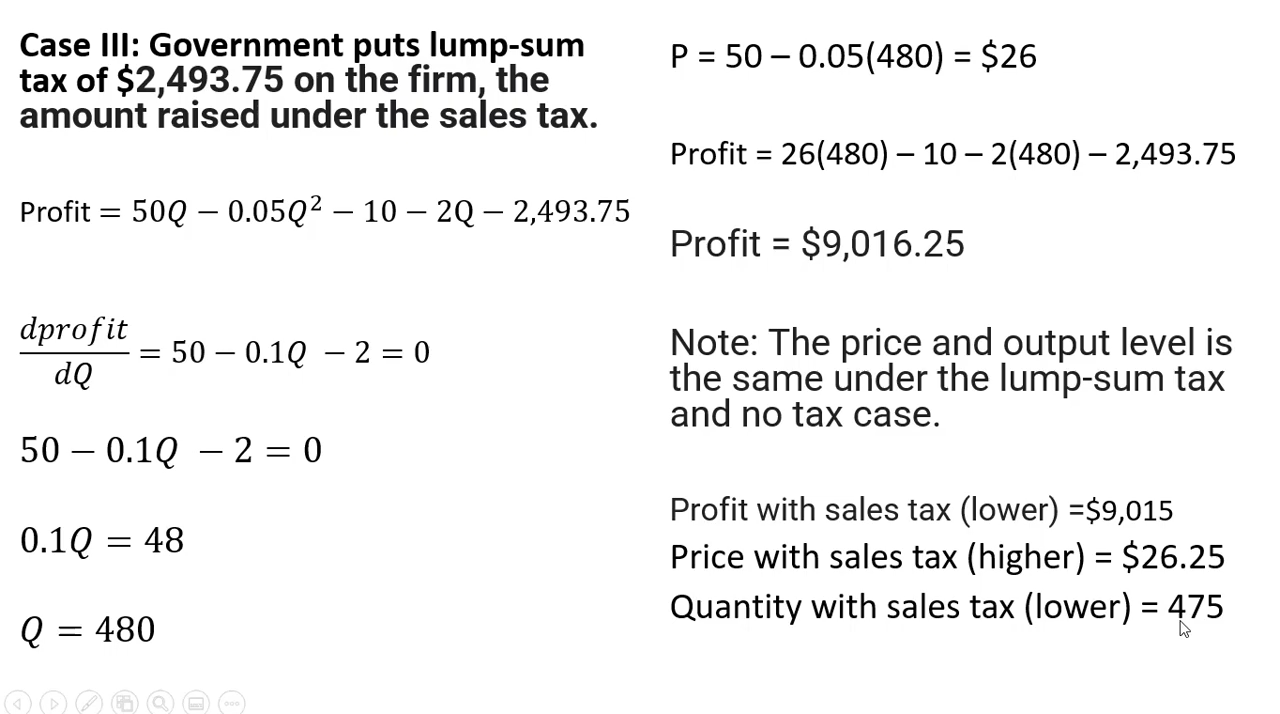 Case III: Government puts lump-sum
tax of $2,493.75 on the firm, the
amount raised under the sales tax.
Profit = 50Q − 0.05Q² − 10 − 2Q − 2,493.75
dprofit/dQ = 50 − 0.1Q − 2 = 0
50 − 0.1Q − 2 = 0
0.1Q = 48
Q = 480
P = 50 – 0.05(480) = $26
Profit = 26(480) – 10 – 2(480) – 2,493.75
Profit = $9,016.25
Note: The price and output level is
the same under the lump-sum tax
and no tax case.
Profit with sales tax (lower) =$9,015
Price with sales tax (higher) = $26.25
Quantity with sales tax (lower) = 475